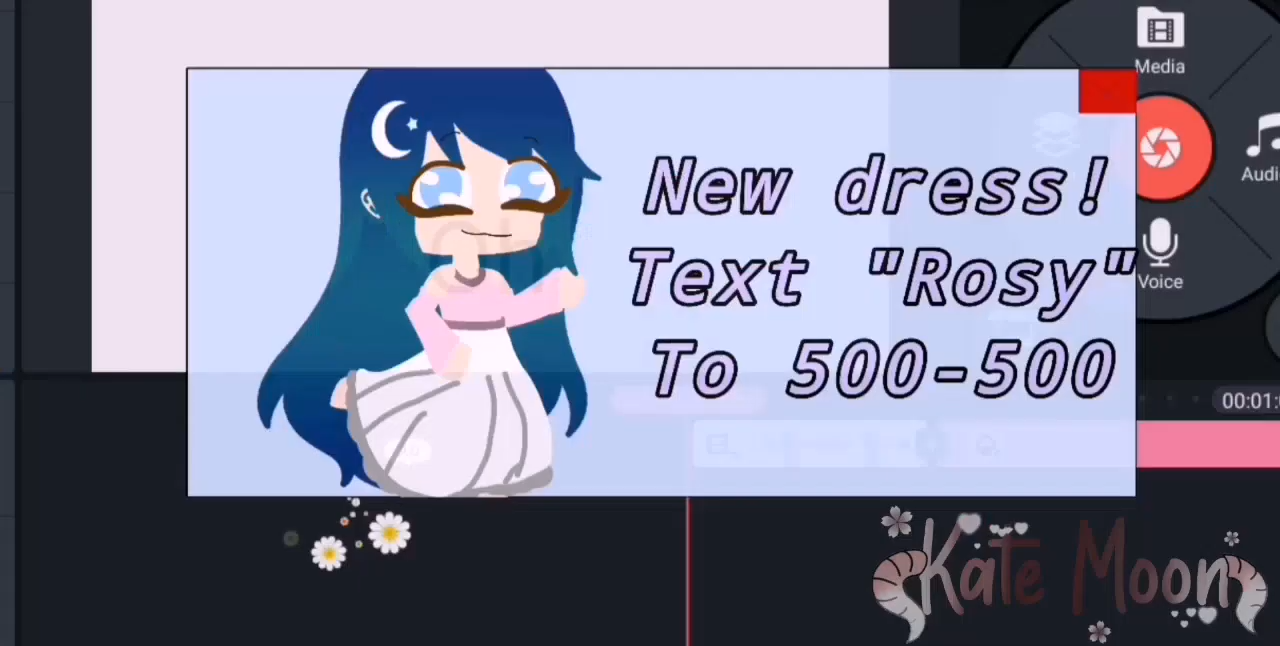 Media
Audi
New dress!
Text "Rosy"
Voice
To 500-500
00:01:
Kate Moon